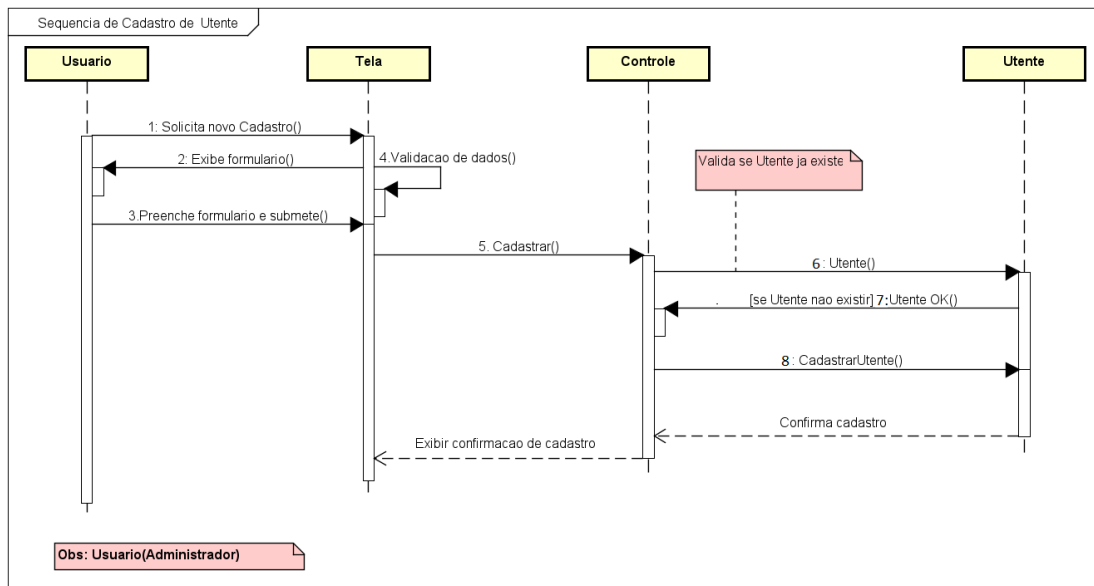 Sequencia de Cadastro de Utente
Usuario
Tela
Controle
Utente
1: Solicita novo Cadastro()
2: Exibe formulario()
4.Validacao de dados()
Valida se Utente ja existe
3.Preenche formulario e submete()
5. Cadastrar()
6: Utente()
. [se Utente nao existir] 7:Utente OK()
8: CadastrarUtente()
Confirma cadastro
Exibir confirmacao de cadastro
Obs: Usuario(Administrador)